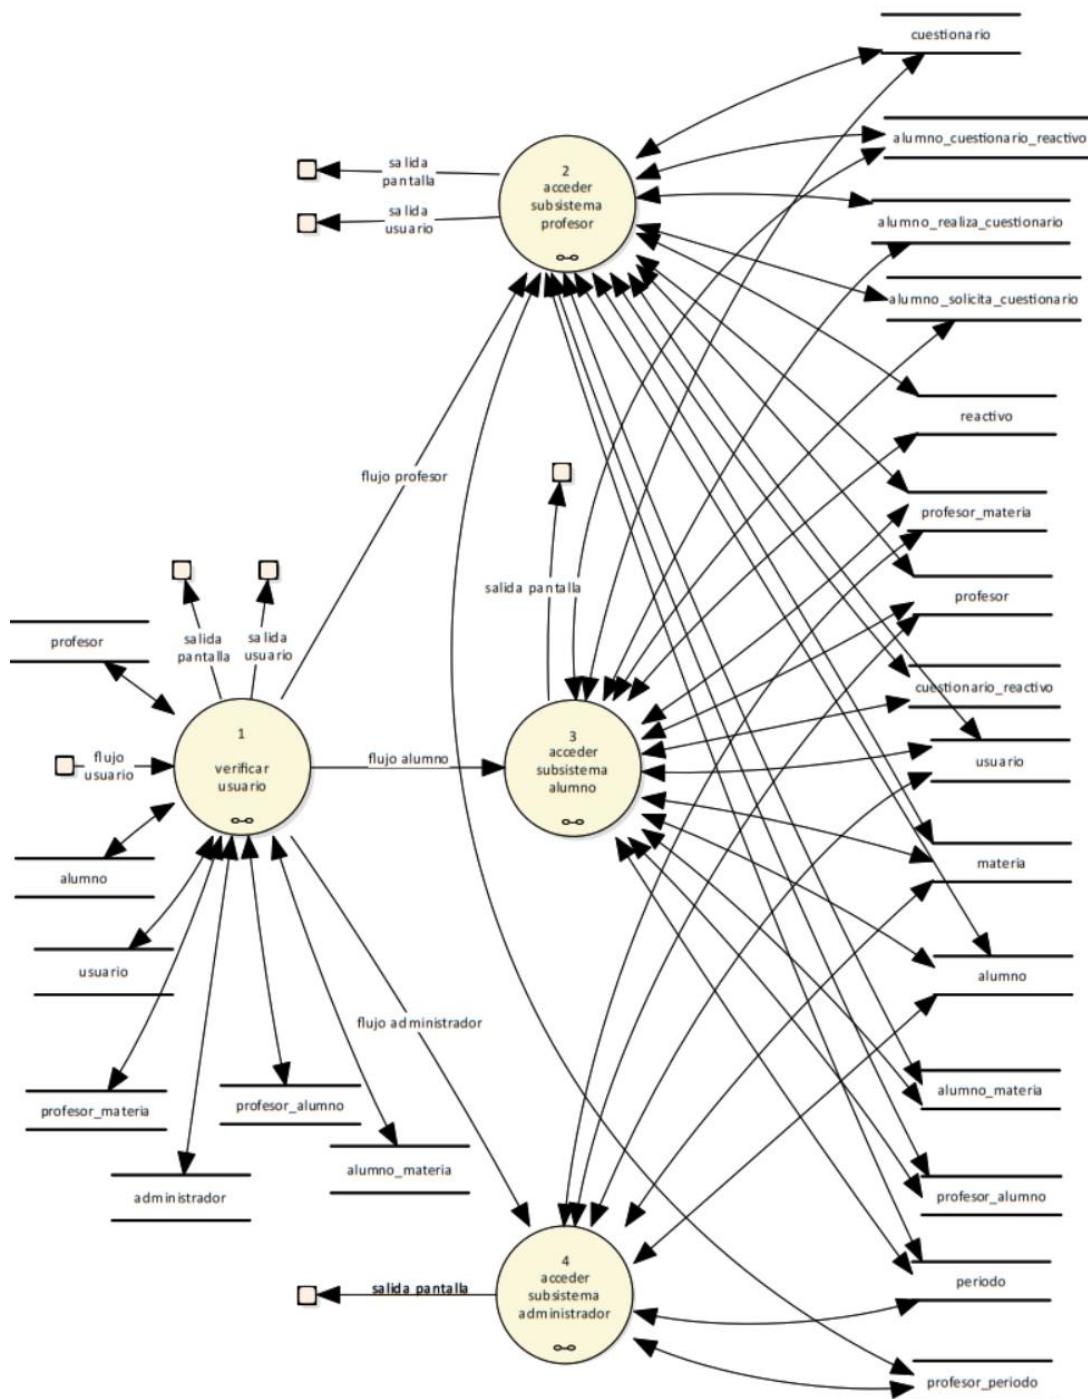 cuestionario
alumno_cuestionario_reactivo
salida
pantalla
2
acceder
subsistema
profesor
salida
usuario
alumno_realiza_cuestionario
alumno_solicita_cuestionario
reactivo
flujo profesor
profesor_materia
salida pantalla
profesor
profesor
salida
pantalla
salida
usuario
cuestionario_reactivo
1
verificar
usuario
flujo
usuario
flujo alumno
3
acceder
subsistema
alumno
usuario
materia
alumno
usuario
alumno
flujo administrador
profesor_materia
profesor_alumno
alumno_materia
administrador
alumno_materia
profesor_alumno
4
acceder
subsistema
administrador
salida pantalla
periodo
profesor_periodo